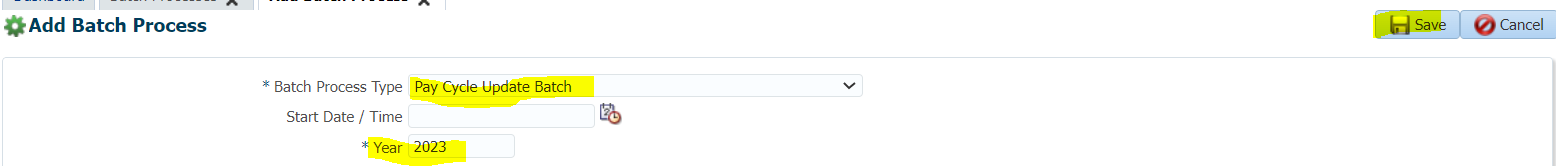 Add Batch Process
Save
Cancel
* Batch Process Type
Pay Cycle Update Batch
Start Date / Time
* Year
2023